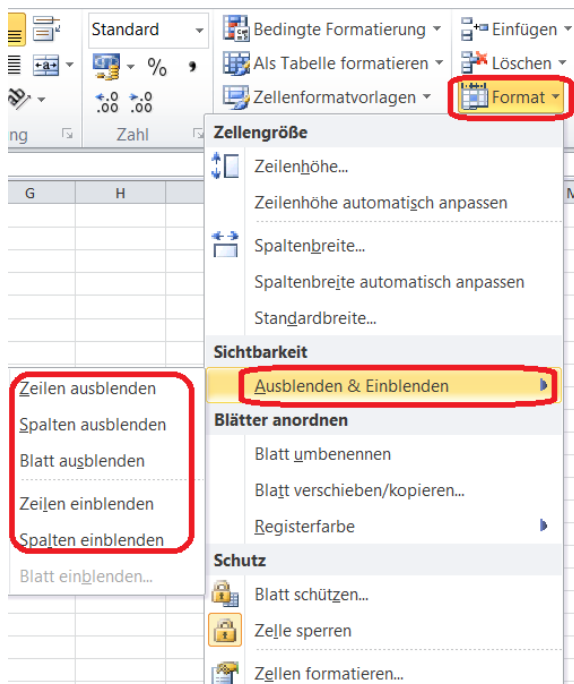 Standard
Bedingte Formatierung
Einfügen
%
Als Tabelle formatieren
Löschen
,0 ,00
,00 ,0
Zellenformatvorlagen
Format
ng
Zahl
Zellengröße
G H
Zeilenhöhe...
Zeilenhöhe automatisch anpassen
Spaltenbreite...
Spaltenbreite automatisch anpassen
Standardbreite...
Sichtbarkeit
Ausblenden & Einblenden
Zeilen ausblenden
Spalten ausblenden
Blatt ausblenden
Zeilen einblenden
Spalten einblenden
Blatt einblenden...
Blätter anordnen
Blatt umbenennen
Blatt verschieben/kopieren...
Registerfarbe
Schutz
Blatt schützen...
Zelle sperren
Zellen formatieren...